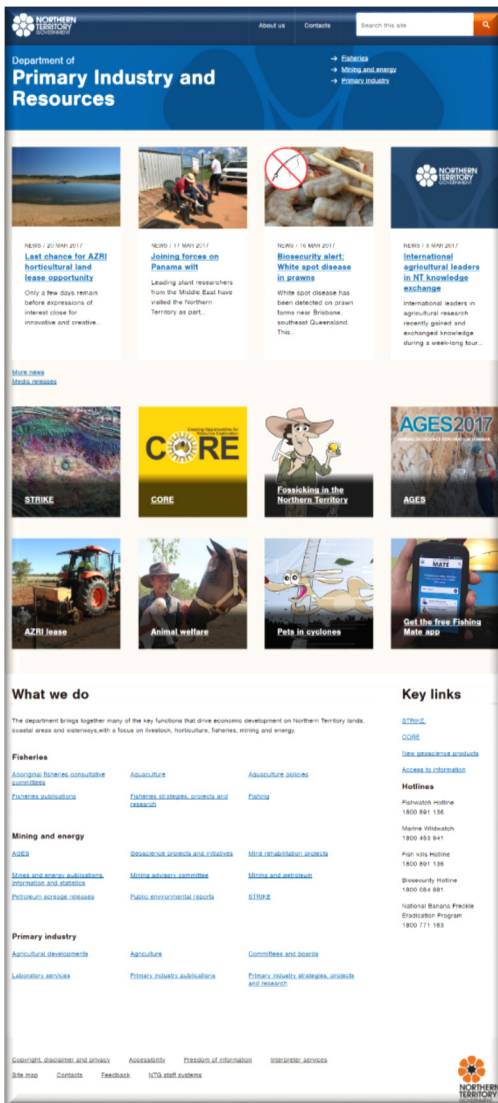 NORTHERN
TERRITORY
GOVERNMENT
About us
Contacts
Search this site
Department of
Primary Industry and
Resources
→ Fisheries
→ Mining and energy
→ Primary industry
NORTHERN
TERRITORY
GOVERNMENT
NEWS / 20 MAR 2017
Last chance for AZRI
horticultural land
lease opportunity
Only a few days remain
before expressions of
interest close for
innovative and creative...
NEWS / 17 MAR 2017
Joining forces on
Panama wilt
Leading plant researchers
from the Middle East have
visited the Northern
Territory as part...
NEWS / 16 MAR 2017
Biosecurity alert:
White spot disease
in prawns
White spot disease has
been detected on prawn
farms near Brisbane,
southeast Queensland.
This...
NEWS / 8 MAR 2017
International
agricultural leaders
in NT knowledge
exchange
International leaders in
agricultural research
recently gained and
exchanged knowledge
during a week-long tour...
More news
Media releases
STRIKE
Creating Opportunities for
Resource Exploration
CORE
CORE
Fossicking in the
Northern Territory
AGES2017
ANNUAL GEOSCIENCE EXPLORATION SEMINAR
AGES
AZRI lease
Animal welfare
Pets in cyclones
MATE
Get the free Fishing
Mate app
What we do
The department brings together many of the key functions that drive economic development on Northern Territory lands,
coastal areas and waterways,with a focus on livestock, horticulture, fisheries, mining and energy.
Fisheries
Aboriginal fisheries consultative
committees
Aquaculture
Aquaculture policies
Fisheries publications
Fisheries strategies, projects and
research
Fishing
Mining and energy
AGES
Geoscience projects and initiatives
Mine rehabilitation projects
Mines and energy publications,
information and statistics
Mining advisory committee
Mining and petroleum
Petroleum acreage releases
Public environmental reports
STRIKE
Primary industry
Agricultural developments
Agriculture
Committees and boards
Laboratory services
Primary industry publications
Primary industry strategies, projects
and research
Key links
STRIKE
CORE
New geoscience products
Access to information
Hotlines
Fishwatch Hotline
1800 891 136
Marine Wildwatch
1800 453 941
Fish kills Hotline
1800 891 136
Biosecurity Hotline
1800 084 881
National Banana Freckle
Eradication Program
1800 771 163
Copyright, disclaimer and privacy
Accessibility
Freedom of information
Interpreter services
Site map
Contacts
Feedback
NTG staff systems
NORTHERN
TERRITORY
GOVERNMENT